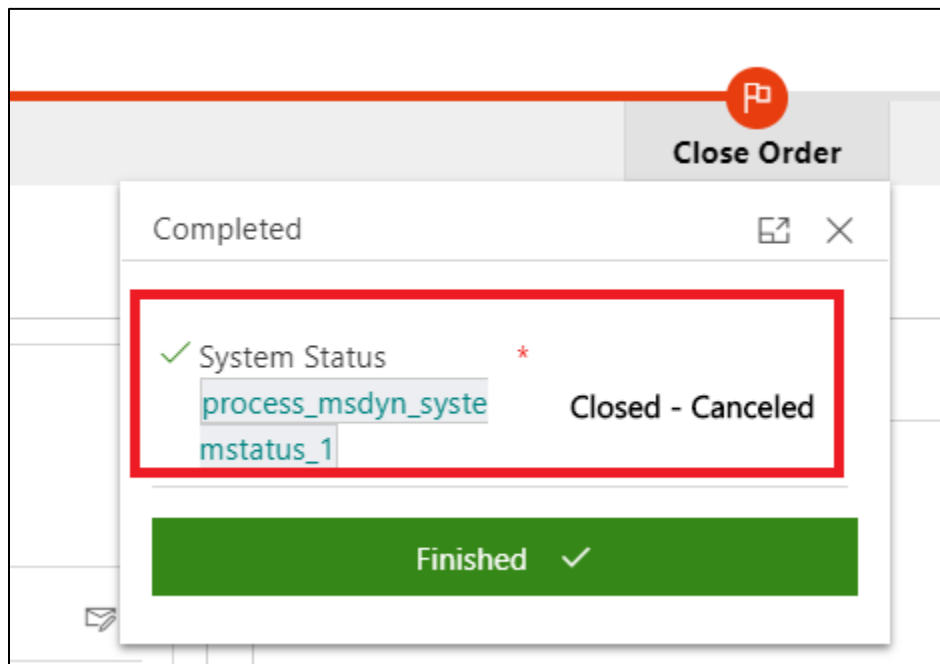 Close Order
Completed
System Status *
process_msdyn_syste
mstatus_1
Closed - Canceled
Finished